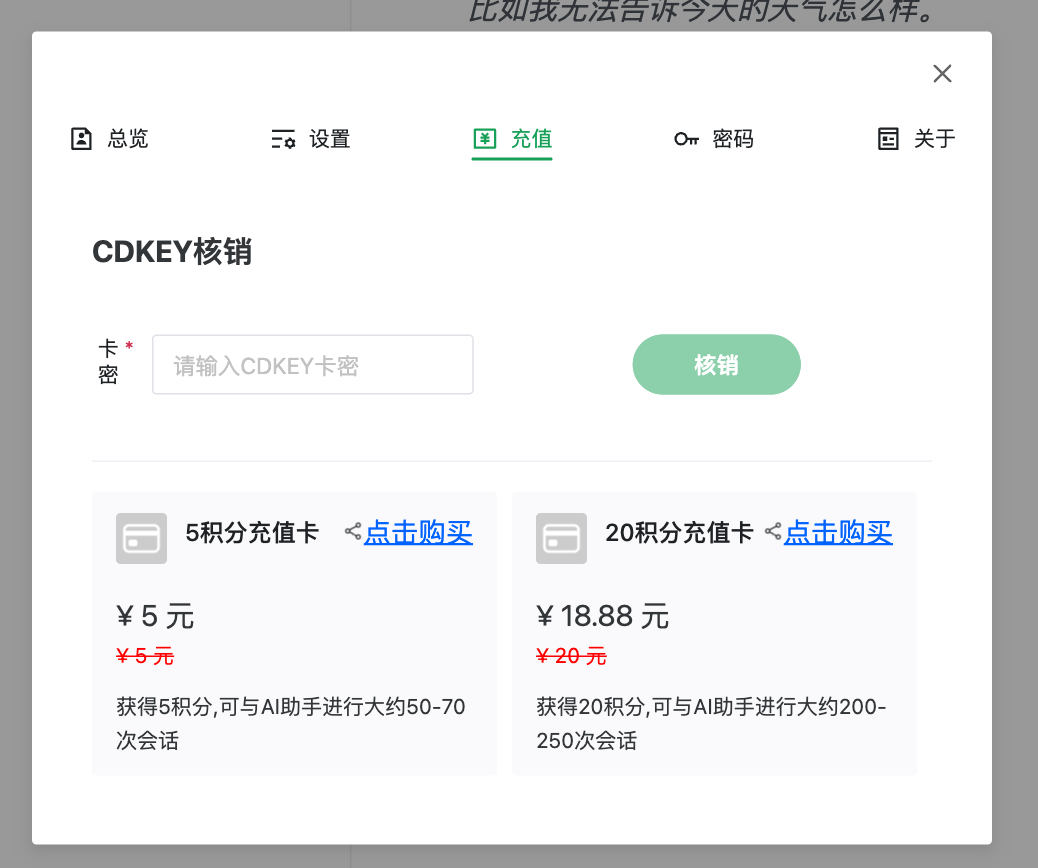 比如我无法告诉今天的天气怎么样。
总览
设置
充值
密码
关于
CDKEY核销
卡 *
密
请输入CDKEY卡密
核销
5积分充值卡 点击购买
¥ 5 元
¥ 5 元
获得5积分,可与AI助手进行大约50-70
次会话
20积分充值卡 点击购买
¥ 18.88 元
¥ 20 元
获得20积分,可与AI助手进行大约200-
250次会话